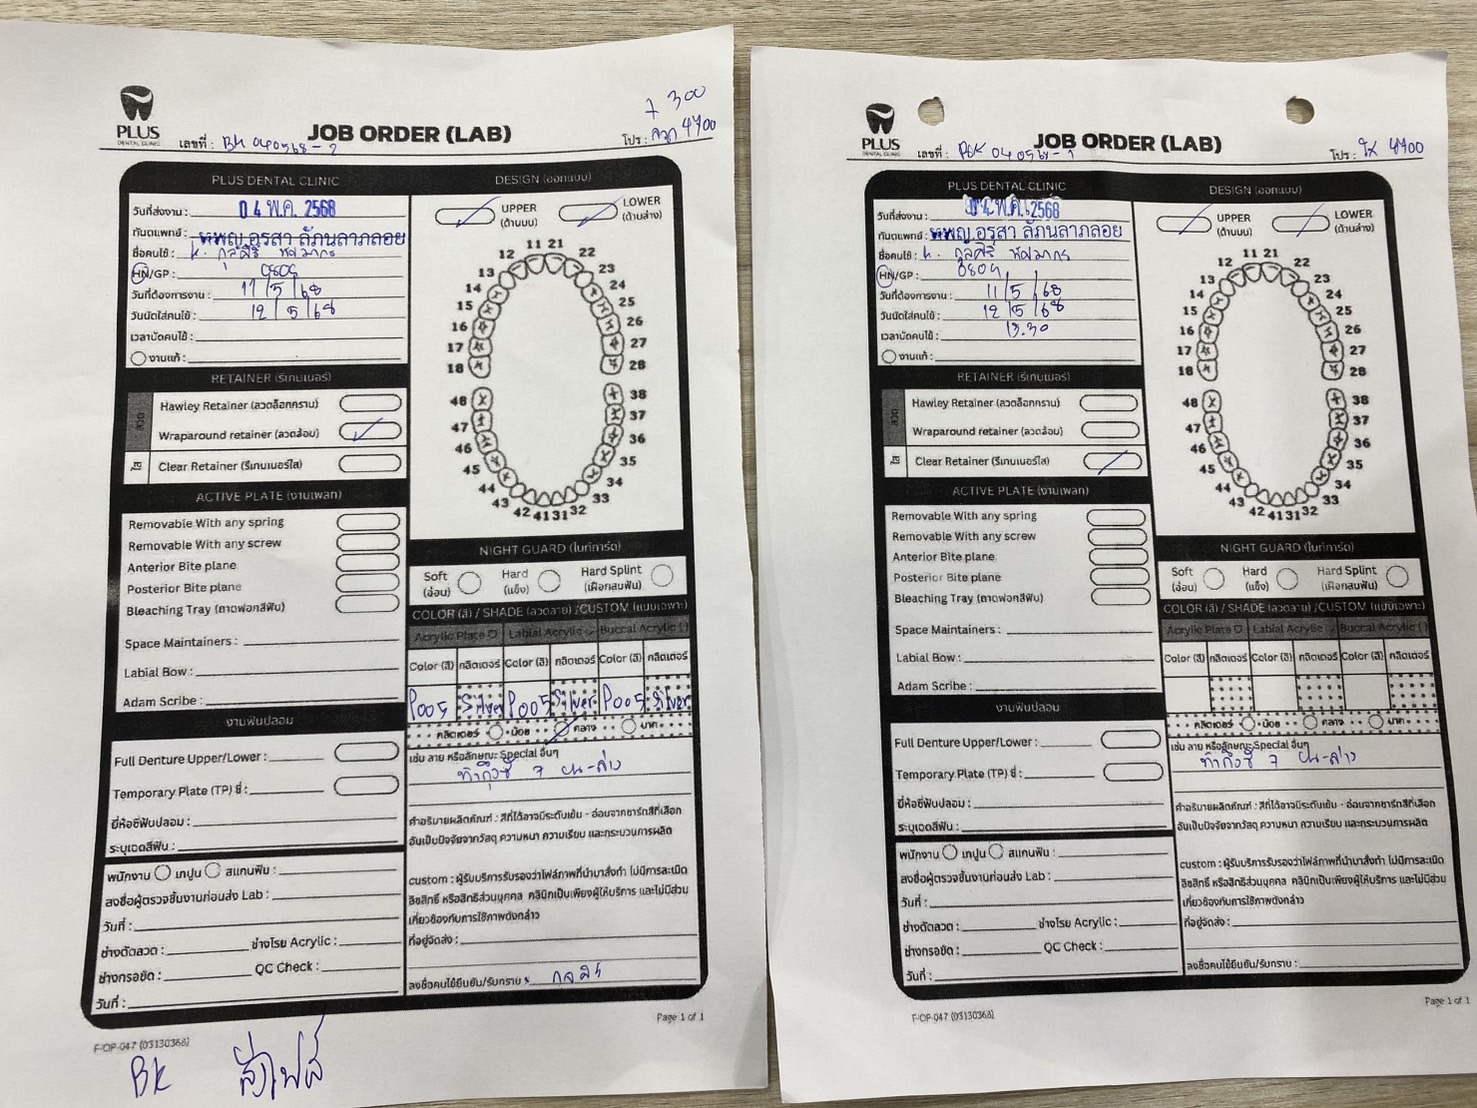 PLUS
DENTAL CLINIC
JOB ORDER (LAB)
+ 300
เลขที่ : BK 040568-2
โปร : ลวด 4900
PLUS DENTAL CLINIC
วันที่ส่งงาน : 04 พ.ค. 2568
ทันตแพทย์ : ทพญ.อรุสา ลัภนลาภลอย
ชื่อคนไข้ : k.
HN/GP : 0809
วันที่ต้องการงาน : 11/5/68
วันนัดใส่คนไข้ : 12/5/68
เวลานัดคนไข้ :
งานแก้ :
RETAINER (รีเทนเนอร์)
ลวด
Hawley Retainer (ลวดล็อกกราม)
Wraparound retainer (ลวดล้อม)
ใส
Clear Retainer (รีเทนเนอร์ใส)
ACTIVE PLATE (งานเพลท)
Removable With any spring
Removable With any screw
Anterior Bite plane
Posterior Bite plane
Bleaching Tray (ถาดฟอกสีฟัน)
Space Maintainers :
Labial Bow :
Adam Scribe :
งานฟันปลอม
Full Denture Upper/Lower :
Temporary Plate (TP) ซี่ :
ยี่ห้อซี่ฟันปลอม :
ระบุเฉดสีฟัน :
พนักงาน เทปูน สแกนฟัน :
ลงชื่อผู้ตรวจชิ้นงานก่อนส่ง Lab :
วันที่ :
ช่างดัดลวด : ช่างโรย Acrylic :
ช่างกรอขัด : QC Check :
วันที่ :
DESIGN (ออกแบบ)
UPPER (ด้านบน)
LOWER (ด้านล่าง)
11 21
12 22
13 23
14 24
15 25
16 26
17 27
18 28
48 38
47 37
46 36
45 35
44 34
43 33
42 41 31 32
NIGHT GUARD (ไนท์การ์ด)
Soft (อ่อน)
Hard (แข็ง)
Hard Splint (เฝือกสบฟัน)
COLOR (สี) / SHADE (ลวดลาย) /CUSTOM (แบบเฉพาะ)
Acrylic Plate Labial Acrylic Buccal Acrylic
Color (สี) กลิตเตอร์ Color (สี) กลิตเตอร์ Color (สี) กลิตเตอร์
P005 Silver P005 Silver P005 Silver
กลิตเตอร์ น้อย กลาง มาก
เช่น ลาย หรือลักษณะ Special อื่นๆ
ทำถึงซี่ 7 บน-ล่าง
คำอธิบายผลิตภัณฑ์ : สีที่ได้อาจมีระดับเข้ม - อ่อนจากชาร์ตสีที่เลือก
อันเป็นปัจจัยจากวัสดุ ความหนา ความเรียบ และกระบวนการผลิต
custom : ผู้รับบริการรับรองว่าไฟล์ภาพที่นำมาสั่งทำ ไม่มีการละเมิด
ลิขสิทธิ์ หรือสิทธิส่วนบุคคล คลินิกเป็นเพียงผู้ให้บริการ และไม่มีส่วน
เกี่ยวข้องกับการใช้ภาพดังกล่าว
ที่อยู่จัดส่ง :
ลงชื่อคนไข้ยืนยัน/รับทราบ
Page 1 of 1
F-OP-047 (03130368)
BK
PLUS
DENTAL CLINIC
JOB ORDER (LAB)
เลขที่ : BK 040568-1
โปร : ใส 4900
PLUS DENTAL CLINIC
วันที่ส่งงาน : 04 พ.ค. 2568
ทันตแพทย์ : ทพญ.อรุสา ลัภนลาภลอย
ชื่อคนไข้ : k.
HN/GP : 0809
วันที่ต้องการงาน : 11/5/68
วันนัดใส่คนไข้ : 12/5/68
เวลานัดคนไข้ : 13.30
งานแก้ :
RETAINER (รีเทนเนอร์)
ลวด
Hawley Retainer (ลวดล็อกกราม)
Wraparound retainer (ลวดล้อม)
ใส
Clear Retainer (รีเทนเนอร์ใส)
ACTIVE PLATE (งานเพลท)
Removable With any spring
Removable With any screw
Anterior Bite plane
Posterior Bite plane
Bleaching Tray (ถาดฟอกสีฟัน)
Space Maintainers :
Labial Bow :
Adam Scribe :
งานฟันปลอม
Full Denture Upper/Lower :
Temporary Plate (TP) ซี่ :
ยี่ห้อซี่ฟันปลอม :
ระบุเฉดสีฟัน :
พนักงาน เทปูน สแกนฟัน :
ลงชื่อผู้ตรวจชิ้นงานก่อนส่ง Lab :
วันที่ :
ช่างดัดลวด : ช่างโรย Acrylic :
ช่างกรอขัด : QC Check :
วันที่ :
DESIGN (ออกแบบ)
UPPER (ด้านบน)
LOWER (ด้านล่าง)
11 21
12 22
13 23
14 24
15 25
16 26
17 27
18 28
48 38
47 37
46 36
45 35
44 34
43 33
42 41 31 32
NIGHT GUARD (ไนท์การ์ด)
Soft (อ่อน)
Hard (แข็ง)
Hard Splint (เฝือกสบฟัน)
COLOR (สี) / SHADE (ลวดลาย) /CUSTOM (แบบเฉพาะ)
Acrylic Plate Labial Acrylic Buccal Acrylic
Color (สี) กลิตเตอร์ Color (สี) กลิตเตอร์ Color (สี) กลิตเตอร์
กลิตเตอร์ น้อย กลาง มาก
เช่น ลาย หรือลักษณะ Special อื่นๆ
ทำถึงซี่ 7 บน-ล่าง
คำอธิบายผลิตภัณฑ์ : สีที่ได้อาจมีระดับเข้ม - อ่อนจากชาร์ตสีที่เลือก
อันเป็นปัจจัยจากวัสดุ ความหนา ความเรียบ และกระบวนการผลิต
custom : ผู้รับบริการรับรองว่าไฟล์ภาพที่นำมาสั่งทำ ไม่มีการละเมิด
ลิขสิทธิ์ หรือสิทธิส่วนบุคคล คลินิกเป็นเพียงผู้ให้บริการ และไม่มีส่วน
เกี่ยวข้องกับการใช้ภาพดังกล่าว
ที่อยู่จัดส่ง :
ลงชื่อคนไข้ยืนยัน/รับทราบ :
Page 1 of 1
F-OP-047 (03130368)